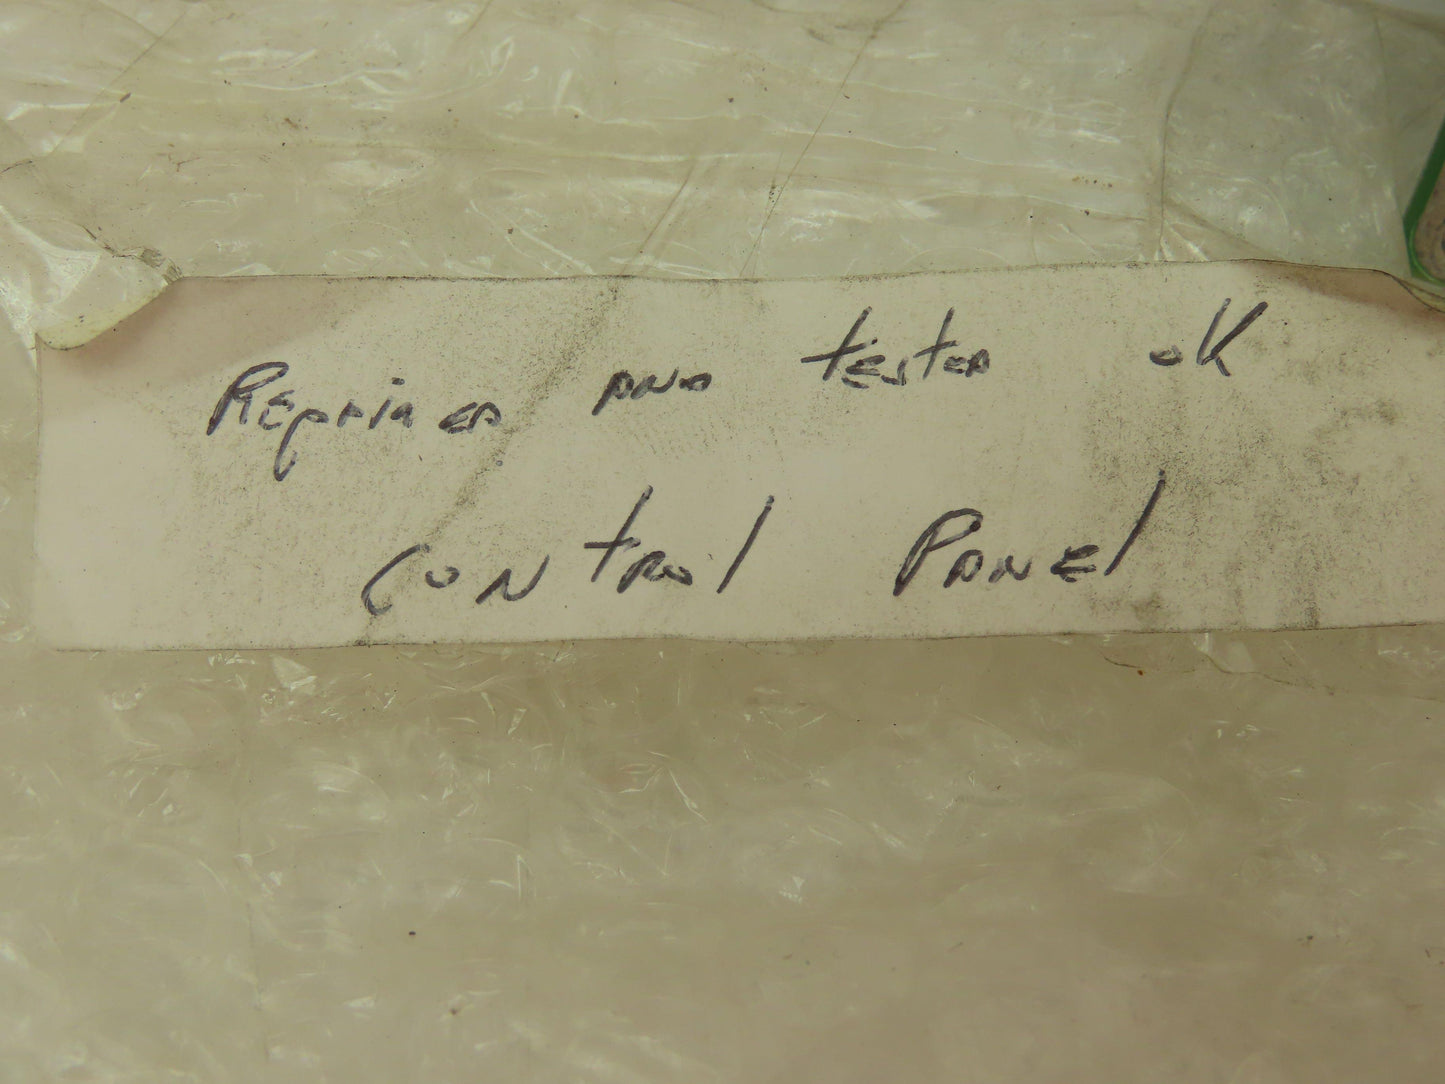 Repaired and tested OK
Control Panel